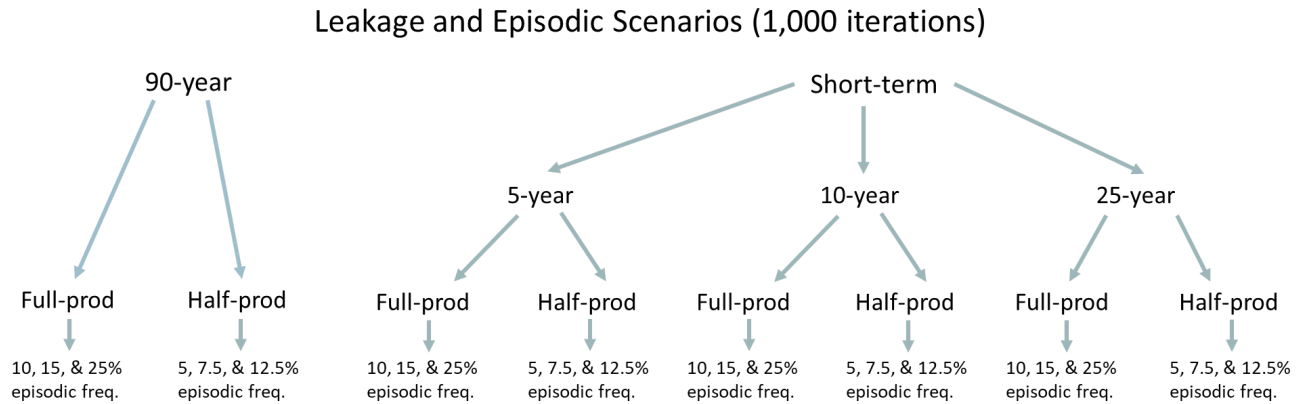 Leakage and Episodic Scenarios (1,000 iterations)
90-year
Short-term
5-year
10-year
25-year
Full-prod
Half-prod
Full-prod
Half-prod
Full-prod
Half-prod
Full-prod
Half-prod
10, 15, & 25%
episodic freq.
5, 7.5, & 12.5%
episodic freq.
10, 15, & 25%
episodic freq.
5, 7.5, & 12.5%
episodic freq.
10, 15, & 25%
episodic freq.
5, 7.5, & 12.5%
episodic freq.
10, 15, & 25%
episodic freq.
5, 7.5, & 12.5%
episodic freq.